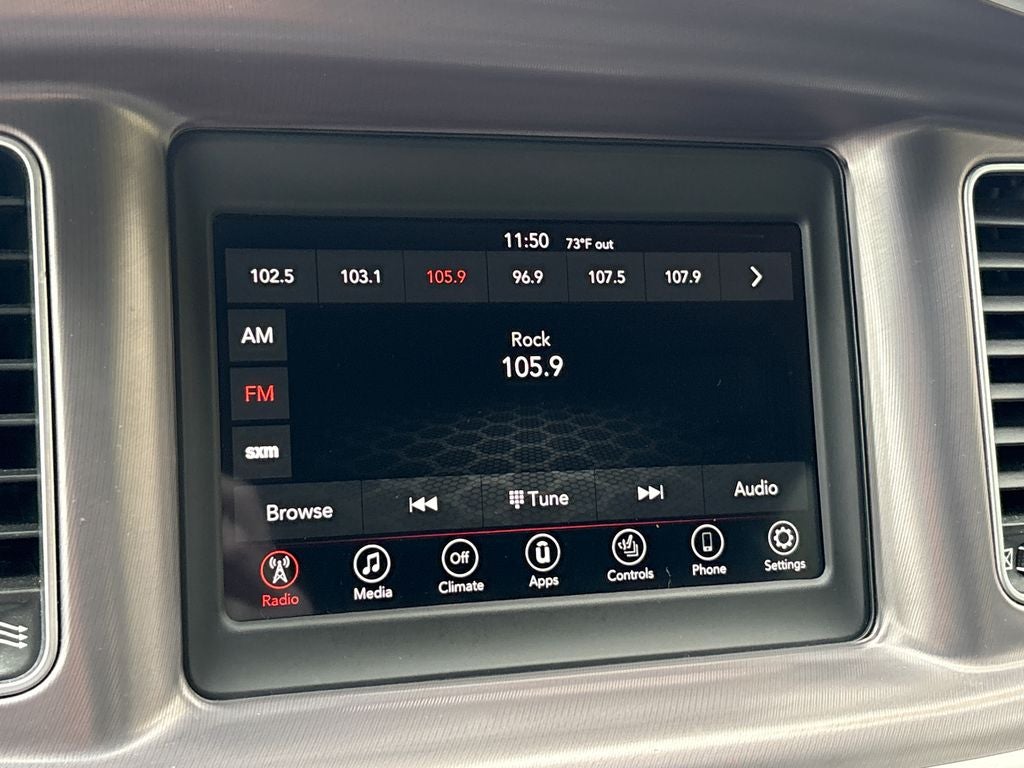 11:50 73°F out
102.5 103.1 105.9 96.9 107.5 107.9
AM
Rock
105.9
FM
sxm
Browse Tune Audio
Off
Radio Media Climate Apps Controls Phone Settings